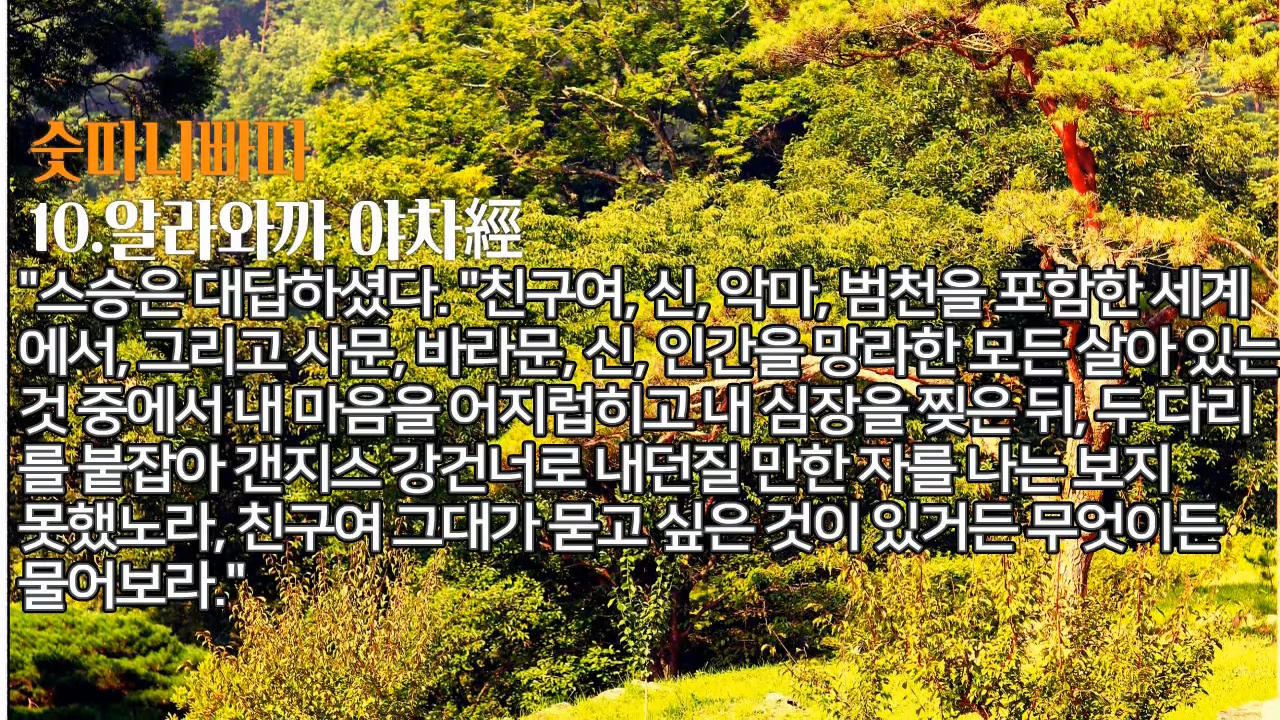 숫따니빠따
10.알라와까 야차經
"스승은 대답하셨다. "친구여, 신, 악마, 범천을 포함한 세계
에서, 그리고 사문, 바라문, 신, 인간을 망라한 모든 살아 있는
것 중에서 내 마음을 어지럽히고 내 심장을 찢은 뒤, 두 다리
를 붙잡아 갠지스 강건너로 내던질 만한 자를 나는 보지
못했노라, 친구여 그대가 묻고 싶은 것이 있거든 무엇이든
물어보라."